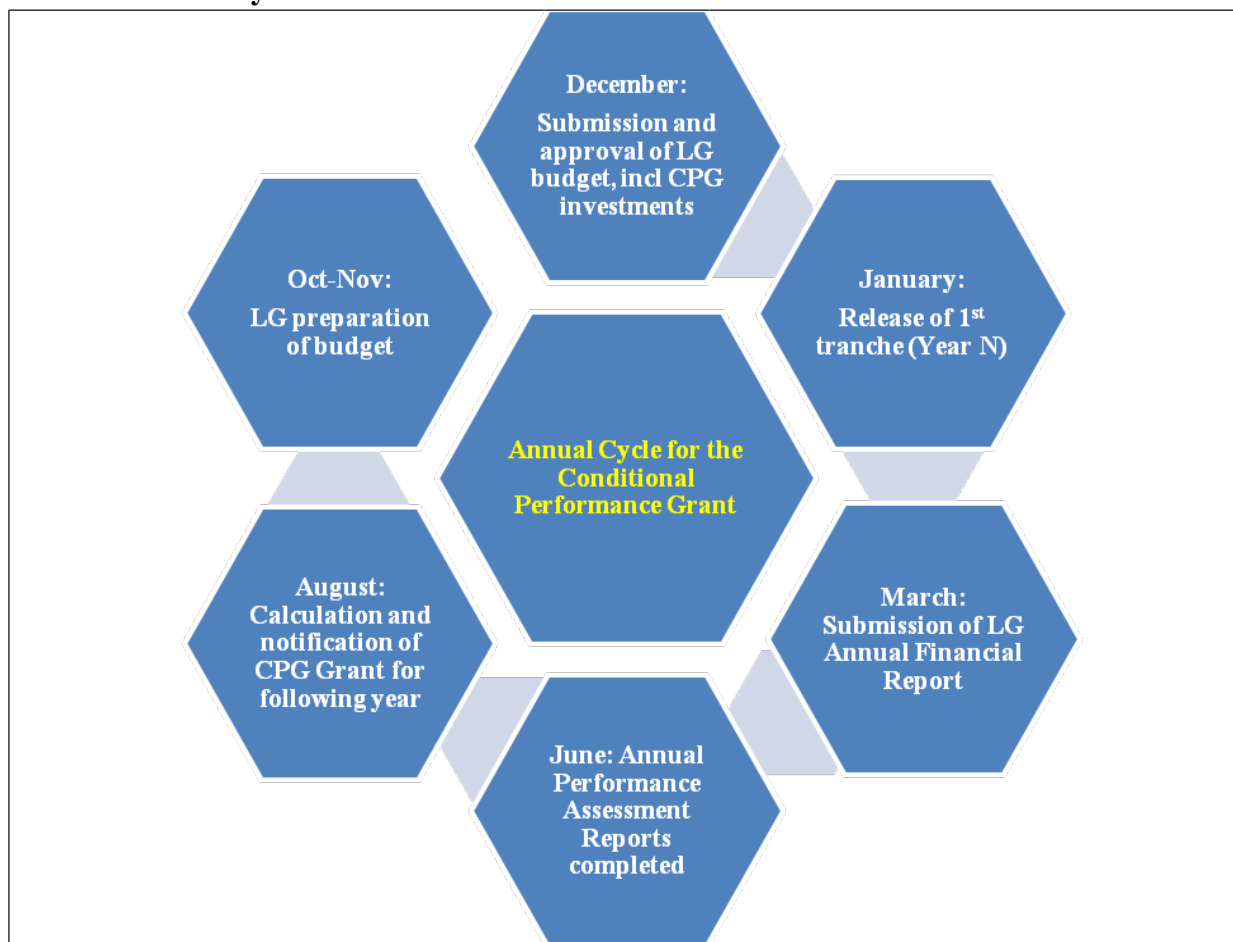 December:
Submission and
approval of LG
budget, incl CPG
investments
January:
Release of 1st
tranche (Year N)
March:
Submission of LG
Annual Financial
Report
June: Annual
Performance
Assessment
Reports
completed
August:
Calculation and
notification of
CPG Grant for
following year
Oct-Nov:
LG preparation
of budget
Annual Cycle for the
Conditional
Performance Grant